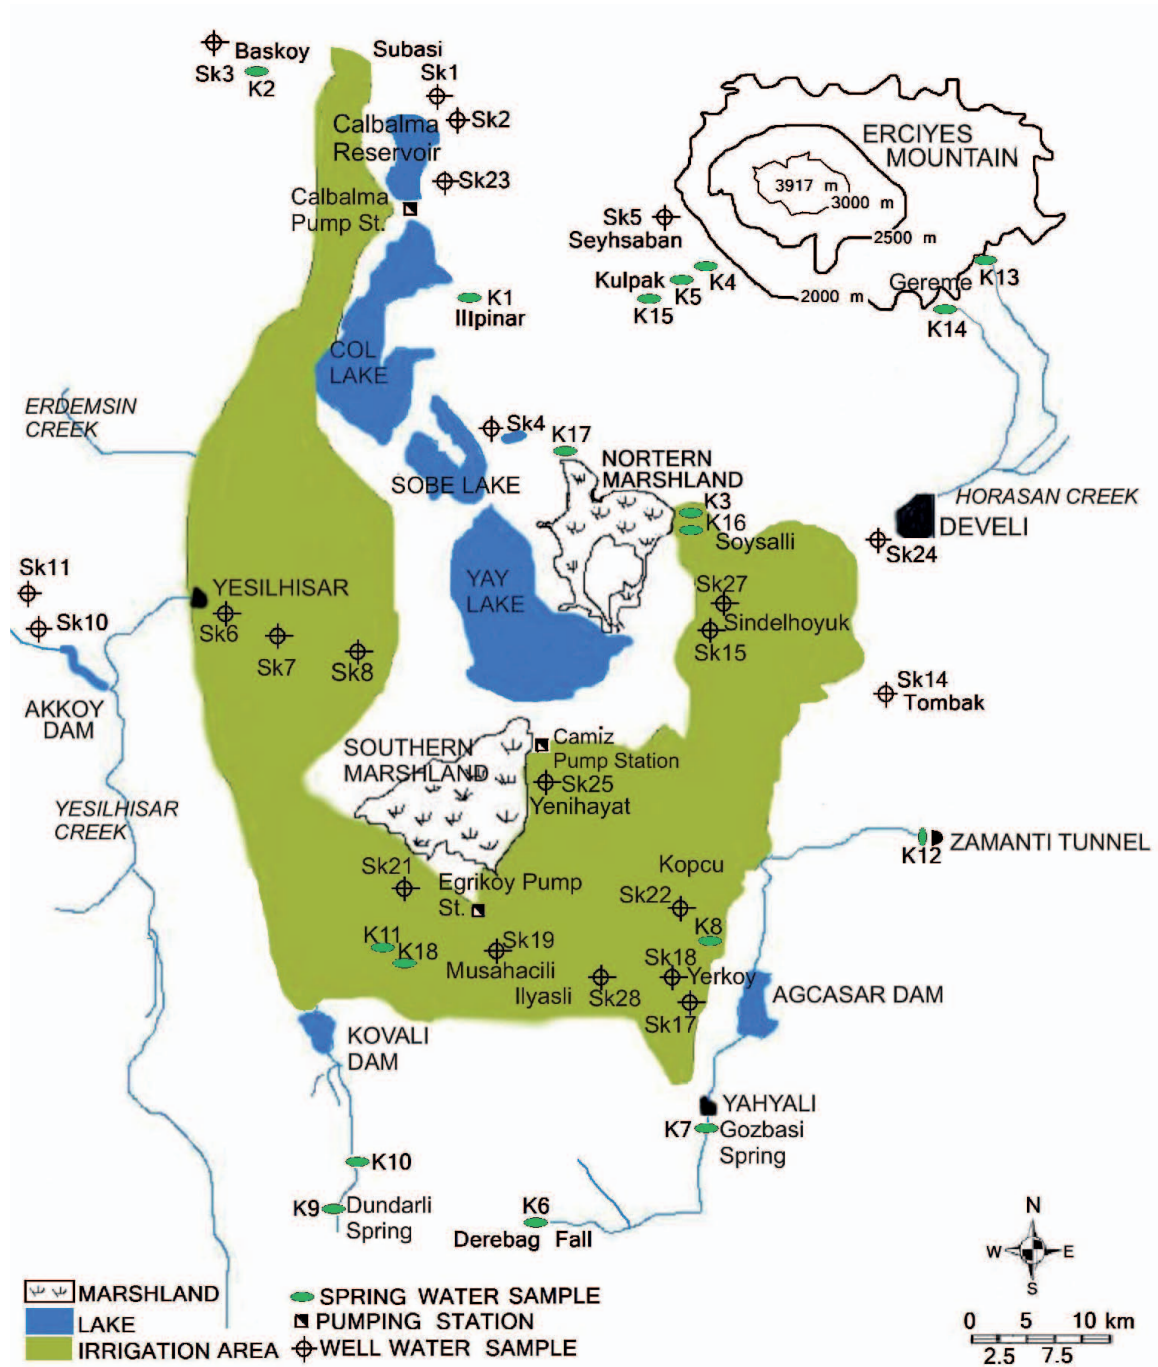 Baskoy
Sk3
K2
Subasi
Sk1
Sk2
Calbalma
Reservoir
Sk23
Calbalma
Pump St.
ERCIYES
MOUNTAIN
3917 m
3000 m
2500 m
2000 m
Sk5
Seyhsaban
Kulpak
K4
K5
K15
Gereme
K13
K14
K1
IIIpinar
COL
LAKE
ERDEMSIN
CREEK
Sk4
K17
SOBE LAKE
NORTERN
MARSHLAND
K3
K16
Soysalli
HORASAN CREEK
DEVELI
Sk24
Sk11
Sk10
YESILHISAR
Sk6
Sk7
Sk8
YAY
LAKE
Sk27
Sindelhoyuk
Sk15
AKKOY
DAM
Sk14
Tombak
SOUTHERN
MARSHLAND
Camiz
Pump Station
Sk25
Yenihayat
YESILHISAR
CREEK
K12
ZAMANTI TUNNEL
Sk21
Egrikoy Pump
St.
Kopcu
Sk22
K8
K11
K18
Sk19
Musahacili
Ilyasli
Sk28
Sk18
Yerkoy
Sk17
AGCASAR DAM
KOVALI
DAM
YAHYALI
K7
Gozbasi
Spring
K10
K9
Dundarli
Spring
K6
Derebag Fall
N
W
E
S
MARSHLAND
LAKE
IRRIGATION AREA
SPRING WATER SAMPLE
PUMPING STATION
WELL WATER SAMPLE
0 5 10 km
2.5 7.5